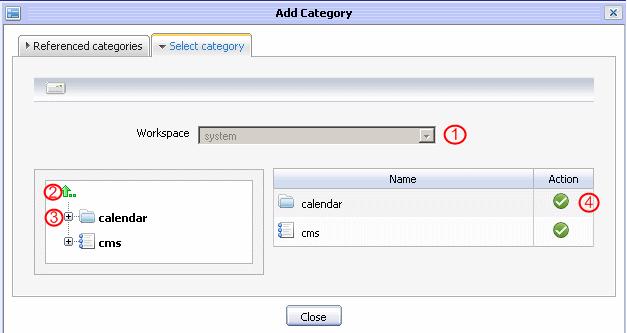 Add Category
Referenced categories Select category
Workspace system 1
Name Action
2
calendar 4
3 calendar
cms
cms
Close